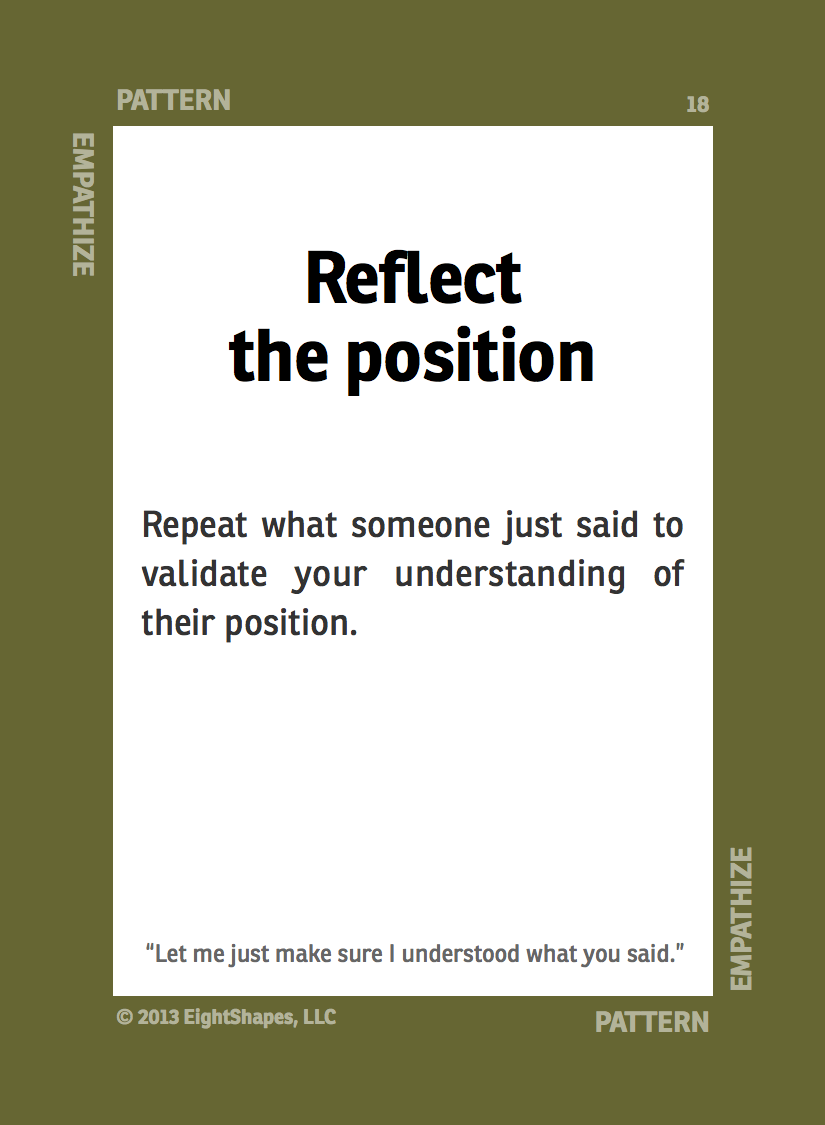 PATTERN
18
EMPATHIZE
Reflect
the position
Repeat what someone just said to
validate your understanding of
their position.
“Let me just make sure I understood what you said.”
EMPATHIZE
© 2013 EightShapes, LLC
PATTERN